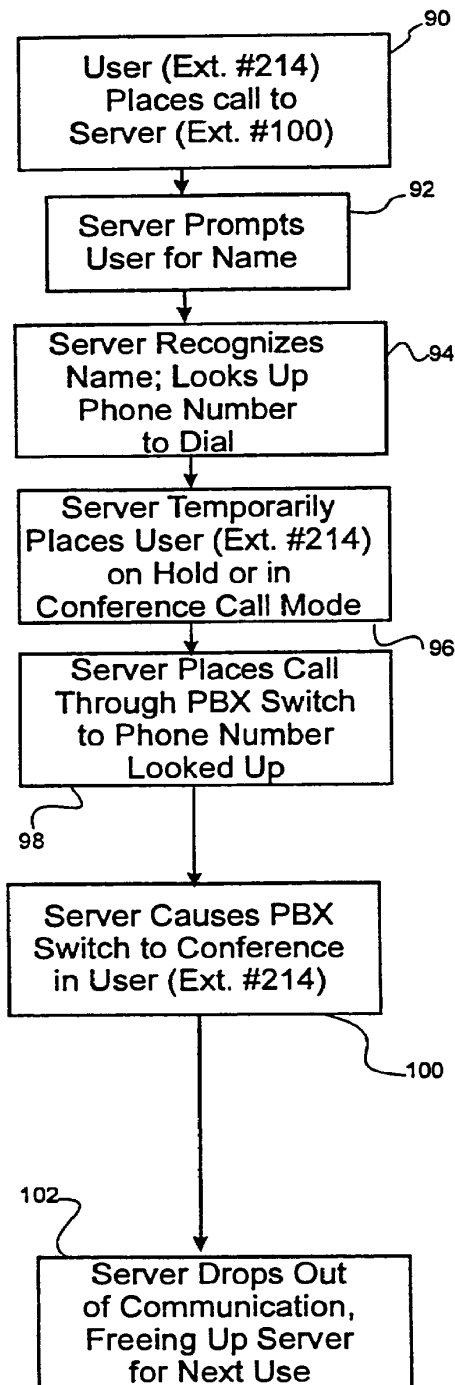 90
User (Ext. #214)
Places call to
Server (Ext. #100)
92
Server Prompts
User for Name
94
Server Recognizes
Name; Looks Up
Phone Number
to Dial
Server Temporarily
Places User (Ext. #214)
on Hold or in
Conference Call Mode
96
Server Places Call
Through PBX Switch
to Phone Number
Looked Up
98
Server Causes PBX
Switch to Conference
in User (Ext. #214)
100
102
Server Drops Out
of Communication,
Freeing Up Server
for Next Use